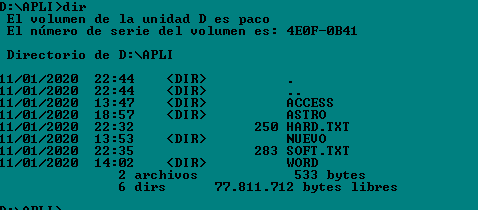 D:\APLI>dir
El volumen de la unidad D es paco
El número de serie del volumen es: 4E0F-0B41
Directorio de D:\APLI
11/01/2020 22:44 <DIR> .
11/01/2020 22:44 <DIR> ..
11/01/2020 13:47 <DIR> ACCESS
11/01/2020 18:57 <DIR> ASTRO
11/01/2020 22:32 250 HARD.TXT
11/01/2020 13:53 <DIR> NUEVO
11/01/2020 22:35 283 SOFT.TXT
11/01/2020 14:02 <DIR> WORD
2 archivos 533 bytes
6 dirs 77.811.712 bytes libres
D:\APLI>